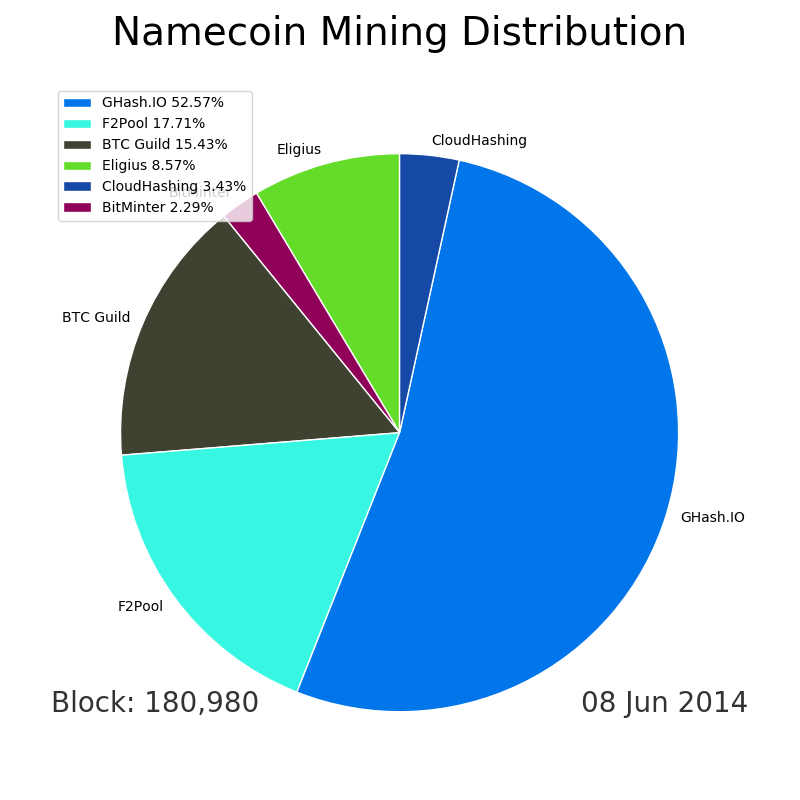 Namecoin Mining Distribution
GHash.IO 52.57%
F2Pool 17.71%
BTC Guild 15.43%
Eligius 8.57%
CloudHashing 3.43%
BitMinter 2.29%
Eligius
CloudHashing
BitMinter
BTC Guild
GHash.IO
F2Pool
Block: 180,980
08 Jun 2014